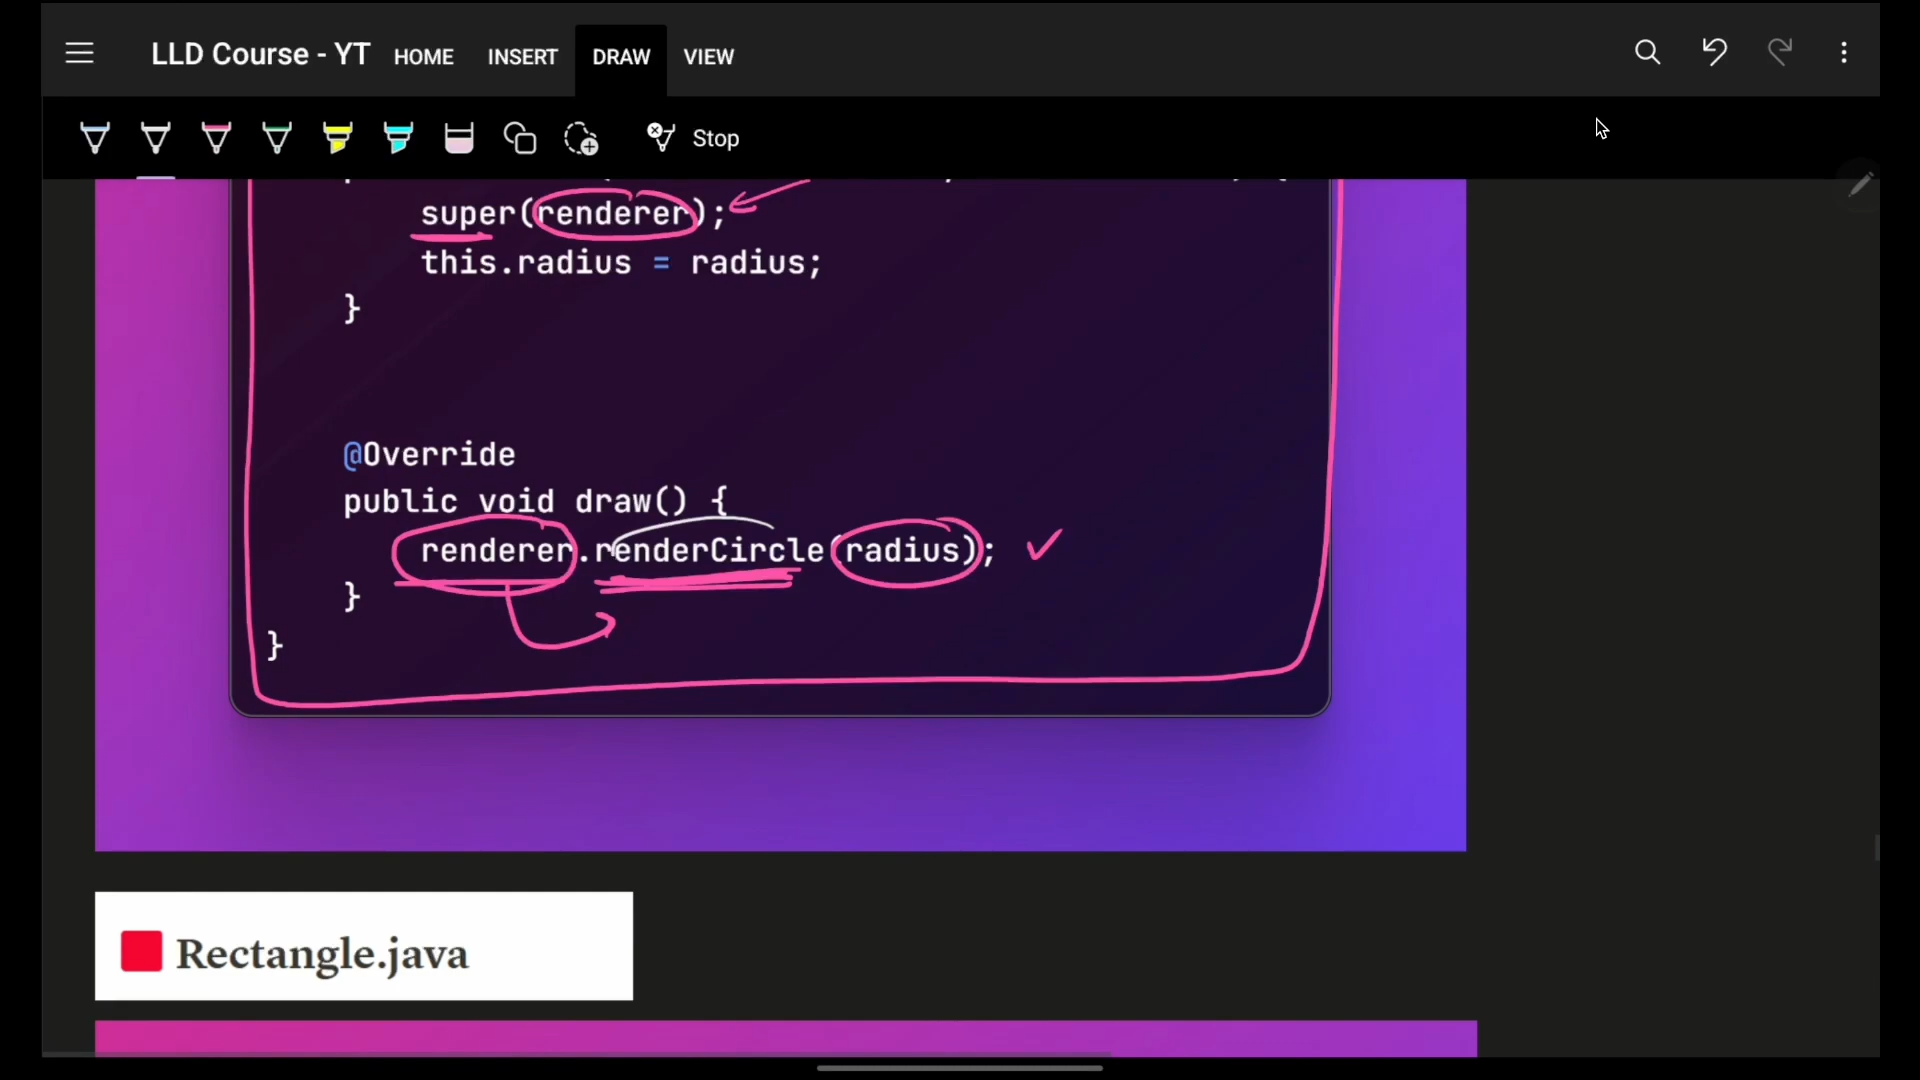 LLD Course - YT HOME INSERT DRAW VIEW
Stop
super(renderer);
this.radius = radius;
}
@Override
public void draw() {
renderer.renderCircle(radius);
}
}
Rectangle.java